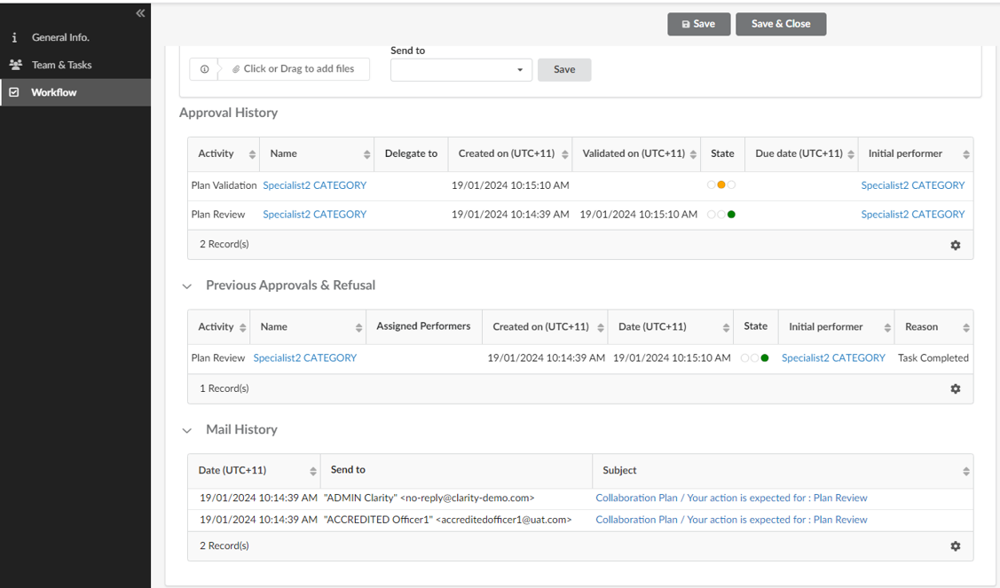 Save Save & Close
General Info.
Team & Tasks
Workflow
Send to
Click or Drag to add files
Save
Approval History
Activity Name Delegate to Created on (UTC+11) Validated on (UTC+11) State Due date (UTC+11) Initial performer
Plan Validation Specialist2 CATEGORY 19/01/2024 10:15:10 AM Specialist2 CATEGORY
Plan Review Specialist2 CATEGORY 19/01/2024 10:14:39 AM 19/01/2024 10:15:10 AM Specialist2 CATEGORY
2 Record(s)
Previous Approvals & Refusal
Activity Name Assigned Performers Created on (UTC+11) Date (UTC+11) State Initial performer Reason
Plan Review Specialist2 CATEGORY 19/01/2024 10:14:39 AM 19/01/2024 10:15:10 AM Specialist2 CATEGORY Task Completed
1 Record(s)
Mail History
Date (UTC+11) Send to Subject
19/01/2024 10:14:39 AM "ADMIN Clarity" <no-reply@clarity-demo.com> Collaboration Plan / Your action is expected for : Plan Review
19/01/2024 10:14:39 AM "ACCREDITED Officer1" <accreditedofficer1@uat.com> Collaboration Plan / Your action is expected for : Plan Review
2 Record(s)